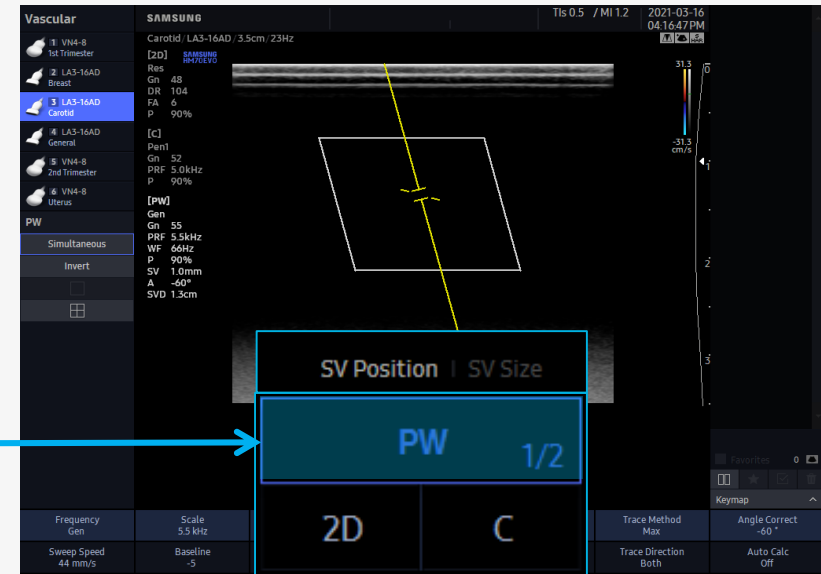 Vascular
1 VN4-8
1st Trimester
2 LA3-16AD
Breast
3 LA3-16AD
Carotid
4 LA3-16AD
General
5 VN4-8
2nd Trimester
6 VN4-8
Uterus
PW
Simultaneous
Invert
SAMSUNG
TIs 0.5 / MI 1.2
2021-03-16
04:16:47 PM
Carotid / LA3-16AD / 3.5cm / 23Hz
[2D] SAMSUNG
HM70EVO
Res
Gn 48
DR 104
FA 6
P 90%
[C]
Pen1
Gn 52
PRF 5.0kHz
P 90%
[PW]
Gen
Gn 55
PRF 5.5kHz
WF 66Hz
P 90%
SV 1.0mm
A -60°
SVD 1.3cm
31.3
-31.3
cm/s
0
1
2
3
SV Position | SV Size
PW 1/2
2D C
Favorites 0
Keymap
Frequency
Gen
Scale
5.5 kHz
Trace Method
Max
Angle Correct
-60 °
Sweep Speed
44 mm/s
Baseline
-5
Trace Direction
Both
Auto Calc
Off